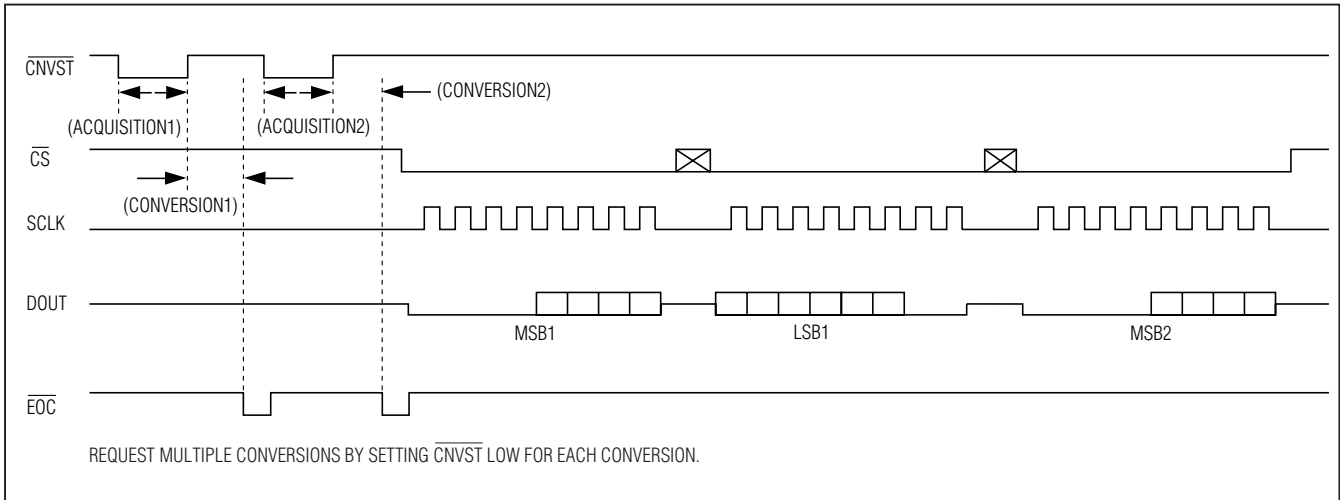 CNVST
(CONVERSION2)
(ACQUISITION1)
(ACQUISITION2)
CS
(CONVERSION1)
SCLK
DOUT
MSB1
LSB1
MSB2
EOC
REQUEST MULTIPLE CONVERSIONS BY SETTING CNVST LOW FOR EACH CONVERSION.